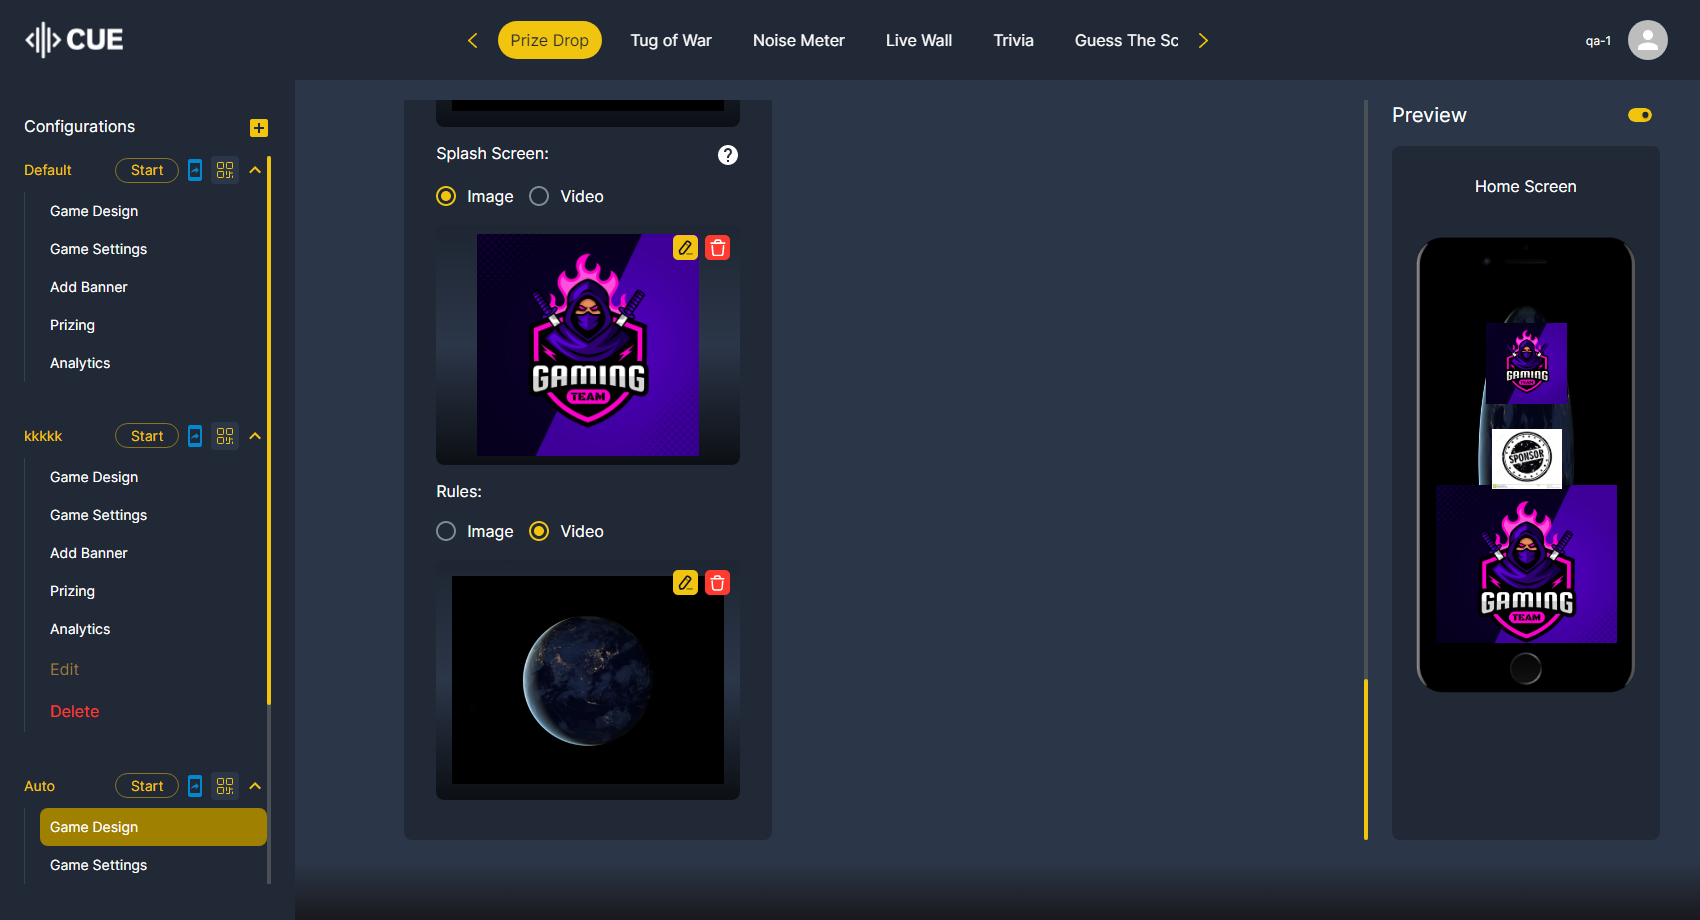 CUE
Prize Drop
Tug of War
Noise Meter
Live Wall
Trivia
Guess The Sc
qa-1
Configurations
Default
Start
Game Design
Game Settings
Add Banner
Prizing
Analytics
kkkkk
Start
Game Design
Game Settings
Add Banner
Prizing
Analytics
Edit
Delete
Auto
Start
Game Design
Game Settings
Splash Screen:
?
Image
Video
GAMING
TEAM
Rules:
Image
Video
Preview
Home Screen
GAMING
TEAM
SPONSOR
GAMING
TEAM